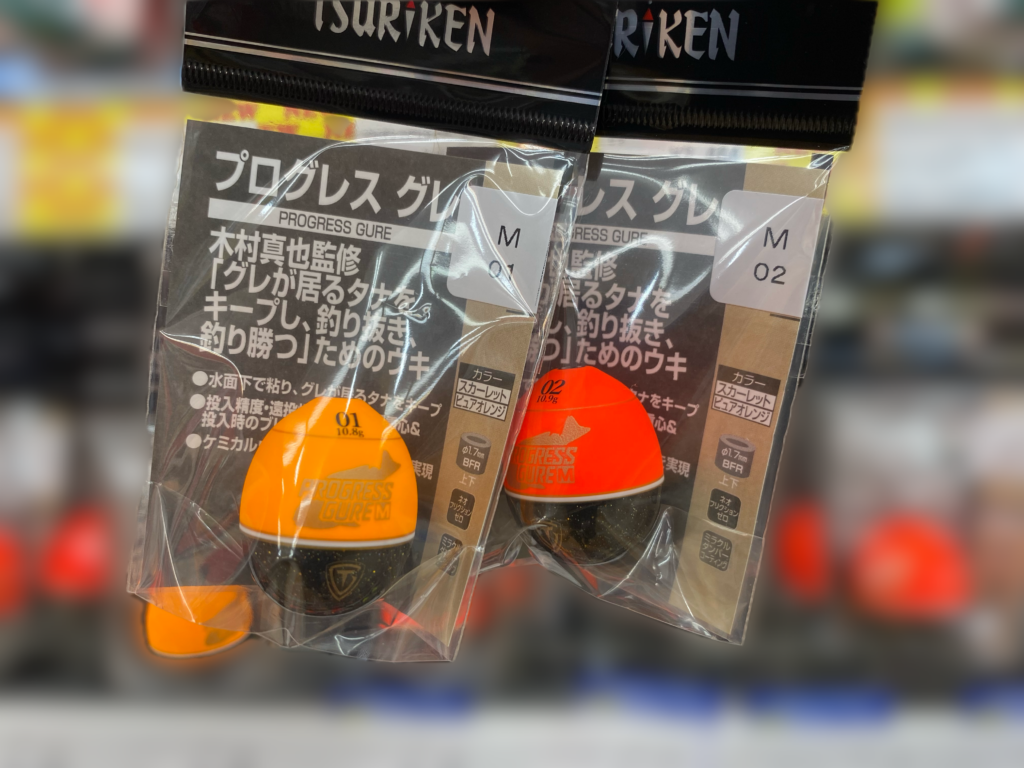 TSURiKEN
プログレス グレ
PROGRESS GURE
M
01
木村真也監修
「グレが居るタナを
キープし、釣り抜き、
釣り勝つ」ためのウキ
●水面下で粘り、グレが居るタナをキープ
●投入精度・遠投
投入時のブレ
●ケミカル
実現
カラー
スカーレット
ピュアオレンジ
φ1.7mm
BFR
上下
ネオ
フリクション
ゼロ
01
10.8g
PROGRESS
GURE M
T
RiKEN
レス グレ
RESS GURE
M
02
監修
居るタナを
し、釣り抜き、
つ」ためのウキ
タナをキープ
心&
実現
カラー
スカーレット
ピュアオレンジ
φ1.7mm
BFR
上下
ネオ
フリクション
ゼロ
02
10.9g
PROGRESS
GURE M